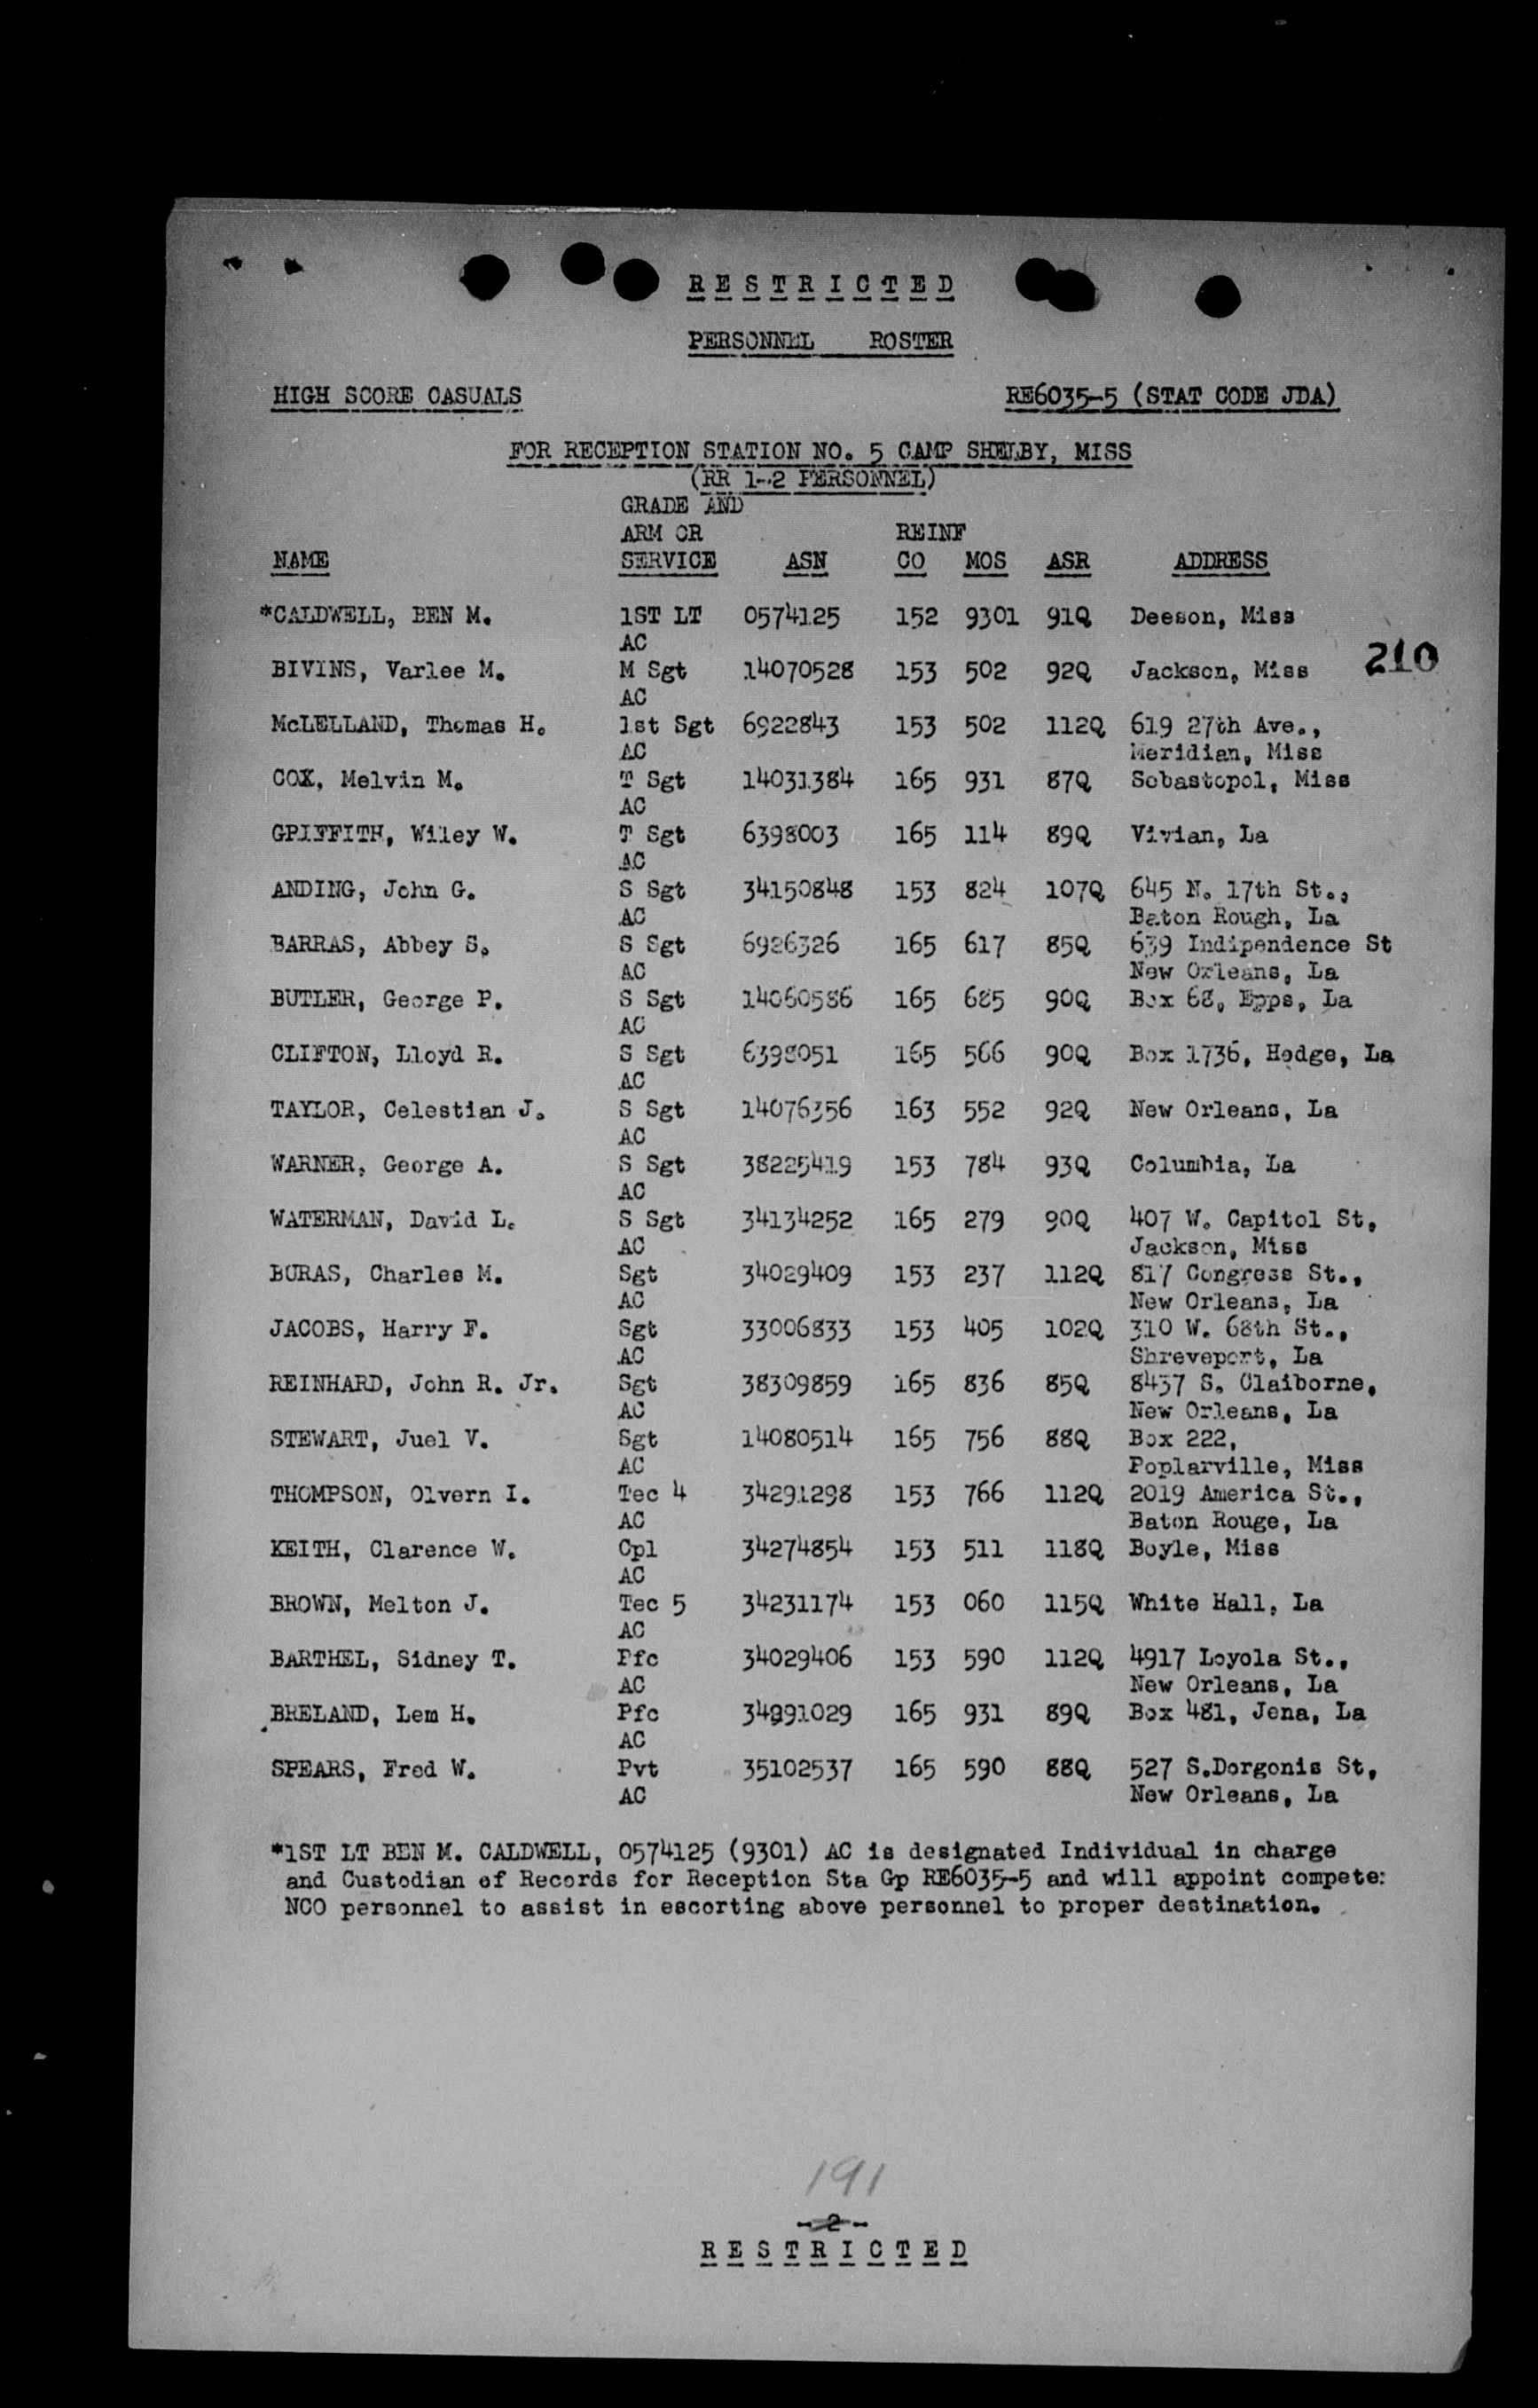 RESTRICTED
PERSONNEL ROSTER
HIGH SCORE CASUALS RE6035-5 (STAT CODE JDA)
FOR RECEPTION STATION NO. 5 CAMP SHELBY, MISS
(RR 1-2 PERSONNEL)
GRADE AND
ARM OR REINF
NAME SERVICE ASN CO MOS ASR ADDRESS
*CALDWELL, BEN M. 1ST LT 0574125 152 9301 91Q Deeson, Miss
AC
210
BIVINS, Varlee M. M Sgt 14070528 153 502 92Q Jackson, Miss
AC
McLELLAND, Thomas H. 1st Sgt 6922843 153 502 112Q 619 27th Ave.,
AC Meridian, Miss
COX, Melvin M. T Sgt 14031384 165 931 87Q Sebastopol, Miss
AC
GRIFFITH, Wiley W. T Sgt 6398003 165 114 89Q Vivian, La
AC
ANDING, John G. S Sgt 34150848 153 824 107Q 645 N. 17th St.,
AC Baton Rough, La
BARRAS, Abbey S. S Sgt 6926326 165 617 85Q 639 Indipendence St
AC New Orleans, La
BUTLER, George P. S Sgt 14060586 165 685 90Q Box 68, Epps, La
AC
CLIFTON, Lloyd R. S Sgt 6398051 165 566 90Q Box 1736, Hodge, La
AC
TAYLOR, Celestian J. S Sgt 14076356 163 552 92Q New Orleans, La
AC
WARNER, George A. S Sgt 38225419 153 784 93Q Columbia, La
AC
WATERMAN, David L. S Sgt 34134252 165 279 90Q 407 W. Capitol St,
AC Jackson, Miss
BURAS, Charles M. Sgt 34029409 153 237 112Q 817 Congress St.,
AC New Orleans, La
JACOBS, Harry F. Sgt 33006833 153 405 102Q 310 W. 68th St.,
AC Shreveport, La
REINHARD, John R. Jr. Sgt 38309859 165 836 85Q 8437 S. Claiborne,
AC New Orleans, La
STEWART, Juel V. Sgt 14080514 165 756 88Q Box 222,
AC Poplarville, Miss
THOMPSON, Olvern I. Tec 4 34291298 153 766 112Q 2019 America St.,
AC Baton Rouge, La
KEITH, Clarence W. Cpl 34274854 153 511 118Q Boyle, Miss
AC
BROWN, Melton J. Tec 5 34231174 153 060 115Q White Hall, La
AC
BARTHEL, Sidney T. Pfc 34029406 153 590 112Q 4917 Loyola St.,
AC New Orleans, La
BRELAND, Lem H. Pfc 165 931 89Q Box 481, Jena, La
AC
SPEARS, Fred W. Pvt 35102537 165 590 88Q 527 S.Dorgonis St,
AC New Orleans, La
*1ST LT BEN M. CALDWELL, 0574125 (9301) AC is designated Individual in charge
and Custodian of Records for Reception Sta Gp RE6035-5 and will appoint compete
NCO personnel to assist in escorting above personnel to proper destination.
191
-2-
RESTRICTED